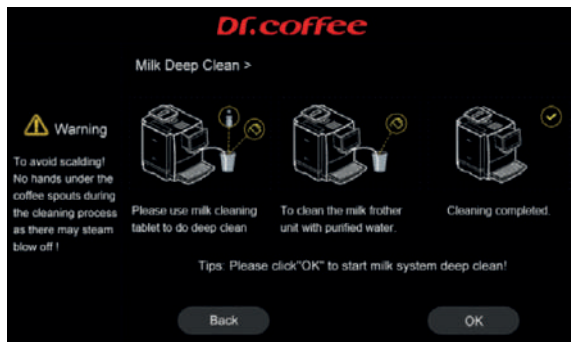 Dr.coffee
Milk Deep Clean >
Warning
To avoid scalding!
No hands under the
coffee spouts during
the cleaning process
as there may steam
blow off !
Please use milk cleaning
tablet to do deep clean
To clean the milk frother
unit with purified water.
Cleaning completed.
Tips: Please click"OK" to start milk system deep clean!
Back
OK